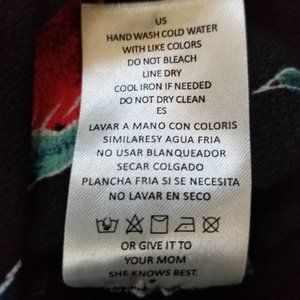 US
HAND WASH COLD WATER
WITH LIKE COLORS
DO NOT BLEACH
LINE DRY
COOL IRON IF NEEDED
DO NOT DRY CLEAN
ES
LAVAR A MANO CON COLORIS
SIMILARESY AGUA FRIA
NO USAR BLANQUEADOR
SECAR COLGADO
PLANCHA FRIA SI SE NECESITA
NO LAVAR EN SECO
OR GIVE IT TO
YOUR MOM
SHE KNOWS BEST.